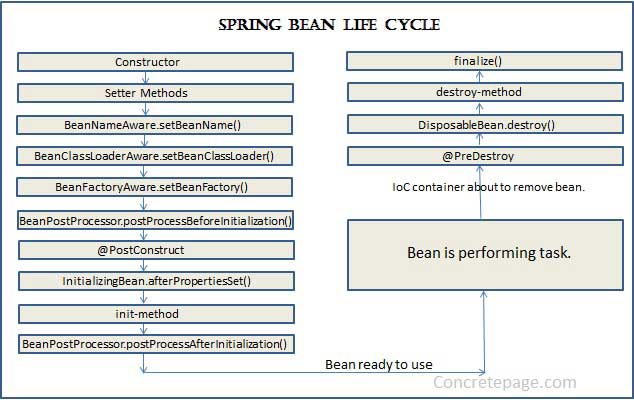 SPRING BEAN LIFE CYCLE
Constructor
Setter Methods
BeanNameAware.setBeanName()
BeanClassLoaderAware.setBeanClassLoader()
BeanFactoryAware.setBeanFactory()
BeanPostProcessor.postProcessBeforeInitialization()
@PostConstruct
InitializingBean.afterPropertiesSet()
init-method
BeanPostProcessor.postProcessAfterInitialization()
Bean ready to use
Bean is performing task.
IoC container about to remove bean.
@PreDestroy
DisposableBean.destroy()
destroy-method
finalize()
Concretepage.com